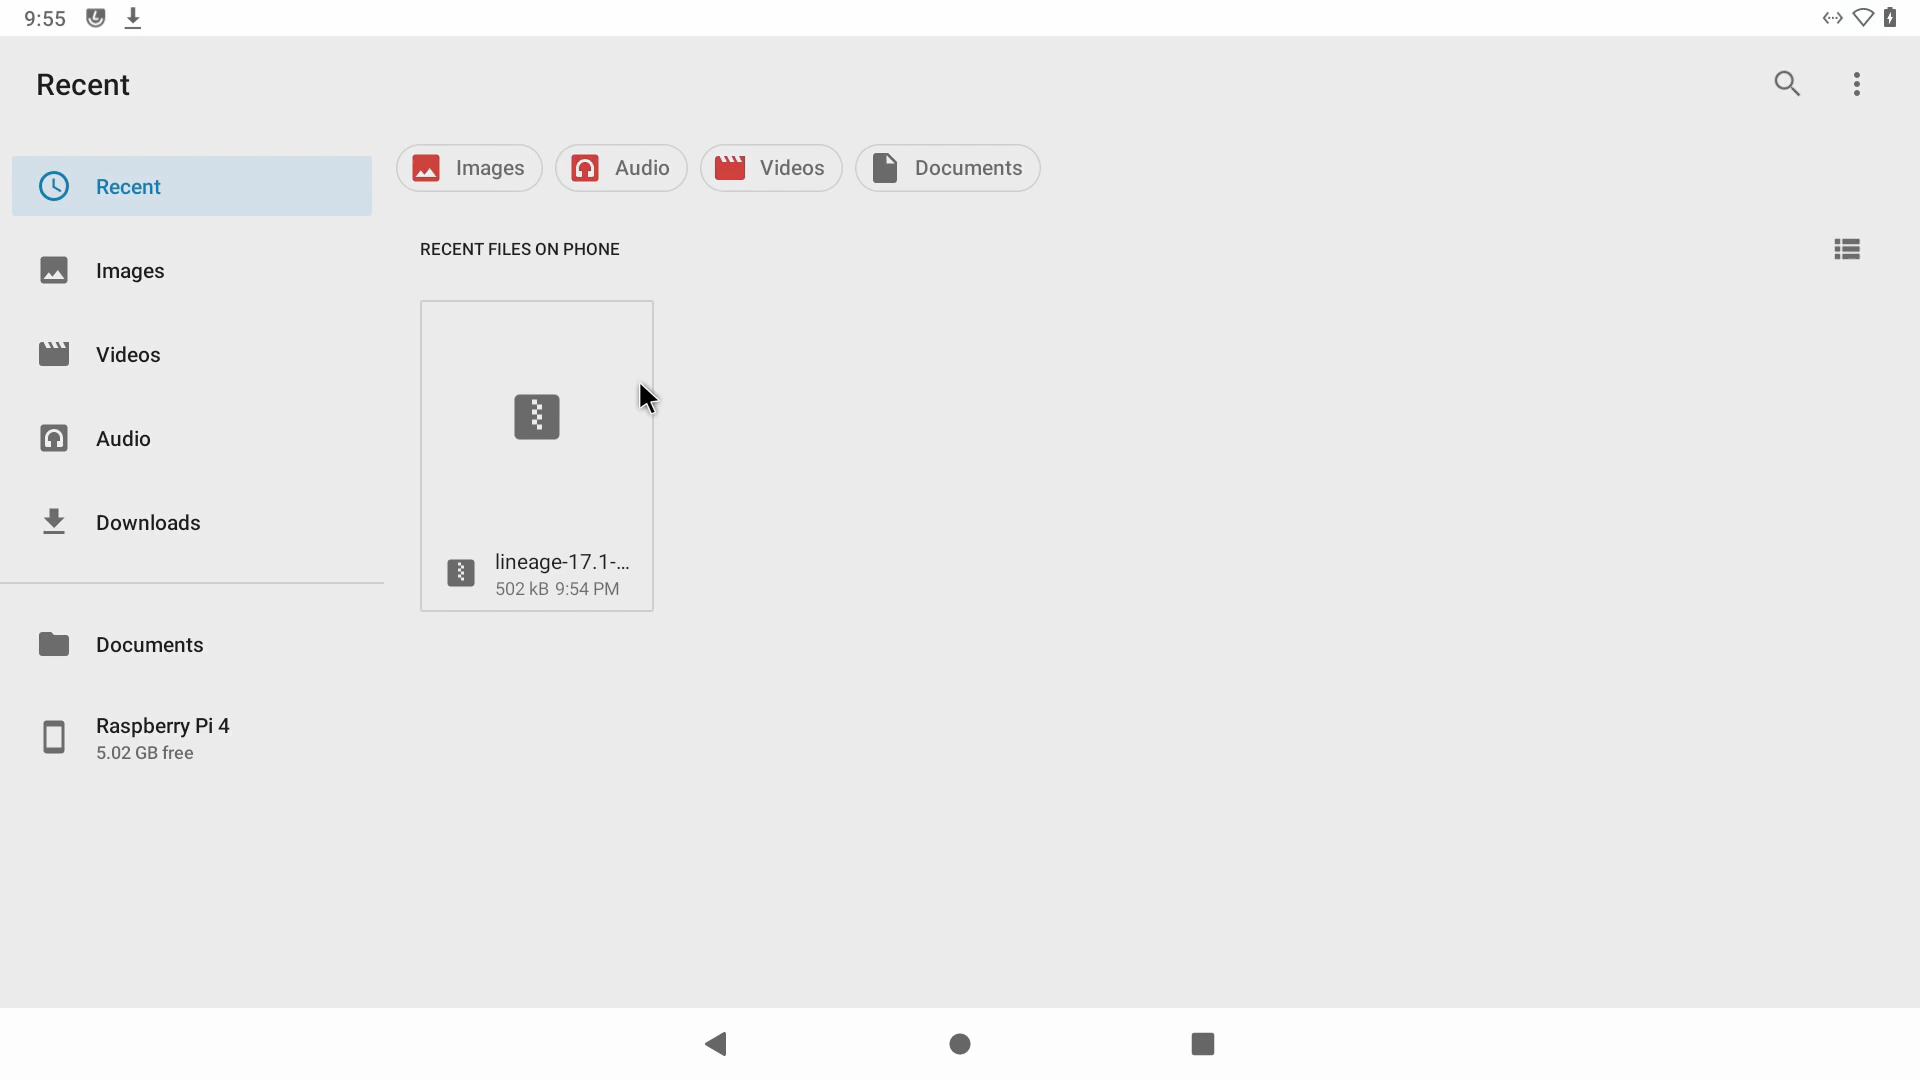 9:55
Recent
Recent
Images
Videos
Audio
Downloads
Documents
Raspberry Pi 4
5.02 GB free
Images
Audio
Videos
Documents
RECENT FILES ON PHONE
lineage-17.1-...
502 kB 9:54 PM